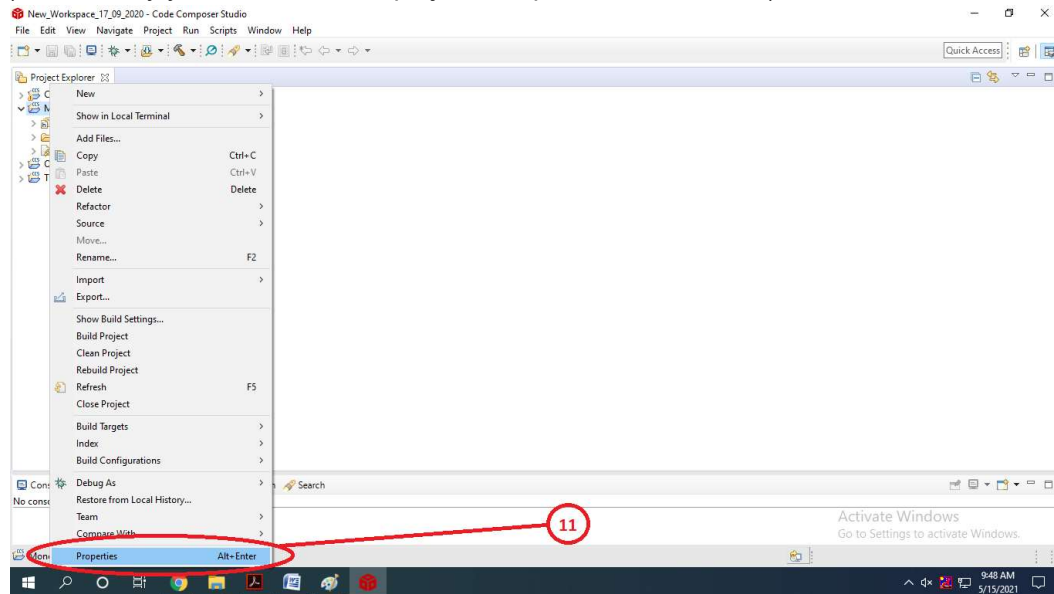 New_Workspace_17_09_2020 - Code Composer Studio
File Edit View Navigate Project Run Scripts Window Help
Quick Access
Project Explorer
New
Show in Local Terminal
Add Files...
Copy Ctrl+C
Paste Ctrl+V
Delete Delete
Refactor
Source
Move...
Rename... F2
Import
Export...
Show Build Settings...
Build Project
Clean Project
Rebuild Project
Refresh F5
Close Project
Build Targets
Index
Build Configurations
Debug As
Search
Restore from Local History...
Team
Compare With
Properties Alt+Enter
11
Activate Windows
Go to Settings to activate Windows.
9:48 AM
5/15/2021